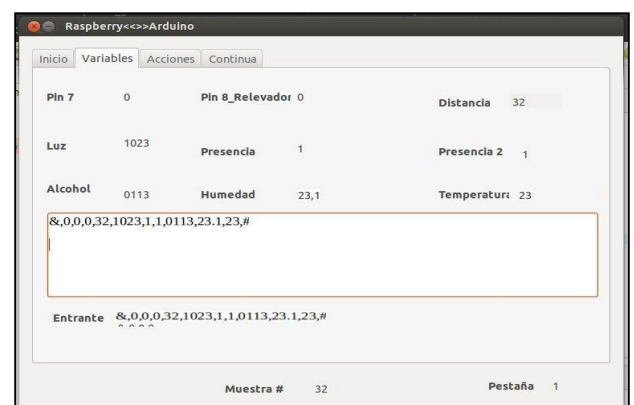 Raspberry<<>>Arduino
Inicio Variables Acciones Continua
Pin 7 0 Pin 8_Relevador 0 Distancia 32
Luz 1023 Presencia 1 Presencia 2 1
Alcohol 0113 Humedad 23,1 Temperatura 23
&,0,0,0,32,1023,1,1,0113,23.1,23,#
Entrante &,0,0,0,32,1023,1,1,0113,23.1,23,#
Muestra # 32 Pestaña 1